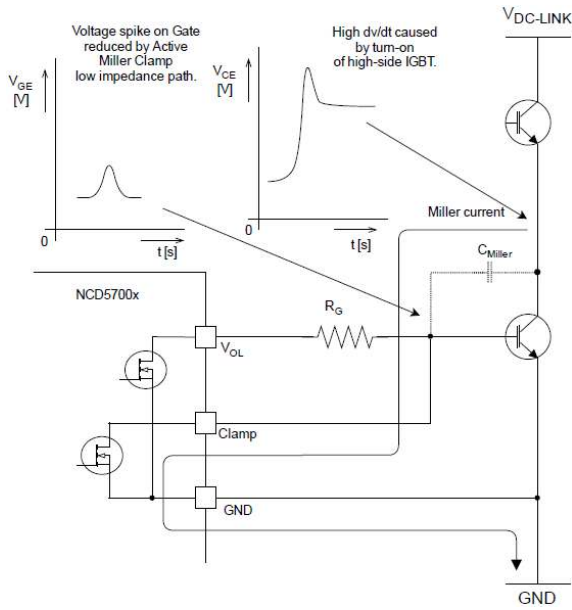 Voltage spike on Gate
reduced by Active
Miller Clamp
low impedance path.
VGE
[V]
0
t [s]
High dv/dt caused
by turn-on
of high-side IGBT.
VCE
[V]
0
t [s]
VDC-LINK
Miller current
CMiller
NCD5700x
RG
VOL
Clamp
GND
GND